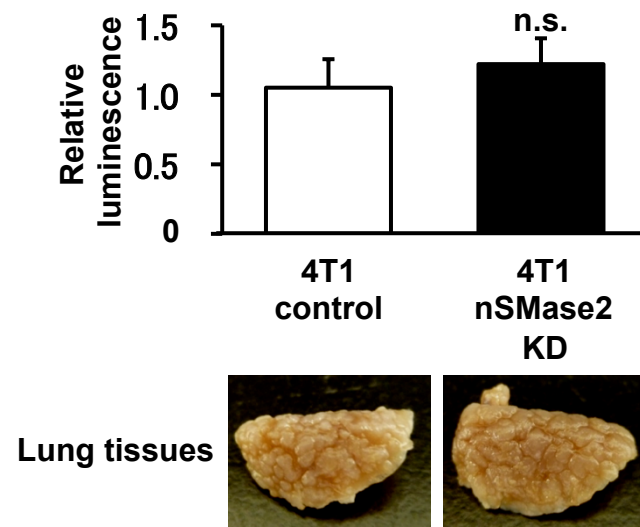 n.s.
Relative
luminescence
1.5
1.0
0.5
0
4T1
control
4T1
nSMase2
KD
Lung tissues